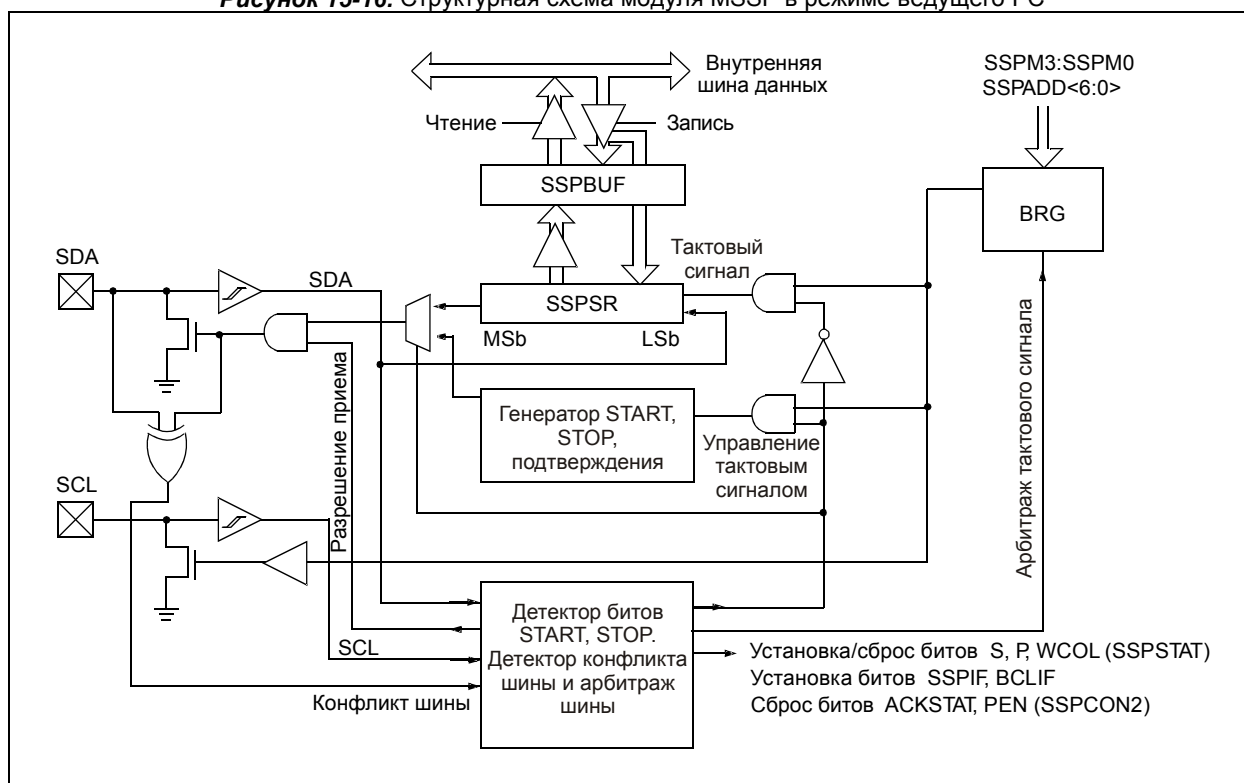 Рисунок 15-16. Структурная схема модуля MSSP в режиме ведущего I²C
Внутренняя
шина данных
SSPM3:SSPM0
SSPADD<6:0>
Чтение
Запись
SSPBUF
BRG
SDA
SDA
Тактовый
сигнал
SSPSR
MSb
LSb
Генератор START,
STOP,
подтверждения
Управление
тактовым
сигналом
Разрешение приема
Арбитраж тактового сигнала
SCL
SCL
Детектор битов
START, STOP.
Детектор конфликта
шины и арбитраж
шины
Конфликт шины
Установка/сброс битов S, P, WCOL (SSPSTAT)
Установка битов SSPIF, BCLIF
Сброс битов ACKSTAT, PEN (SSPCON2)